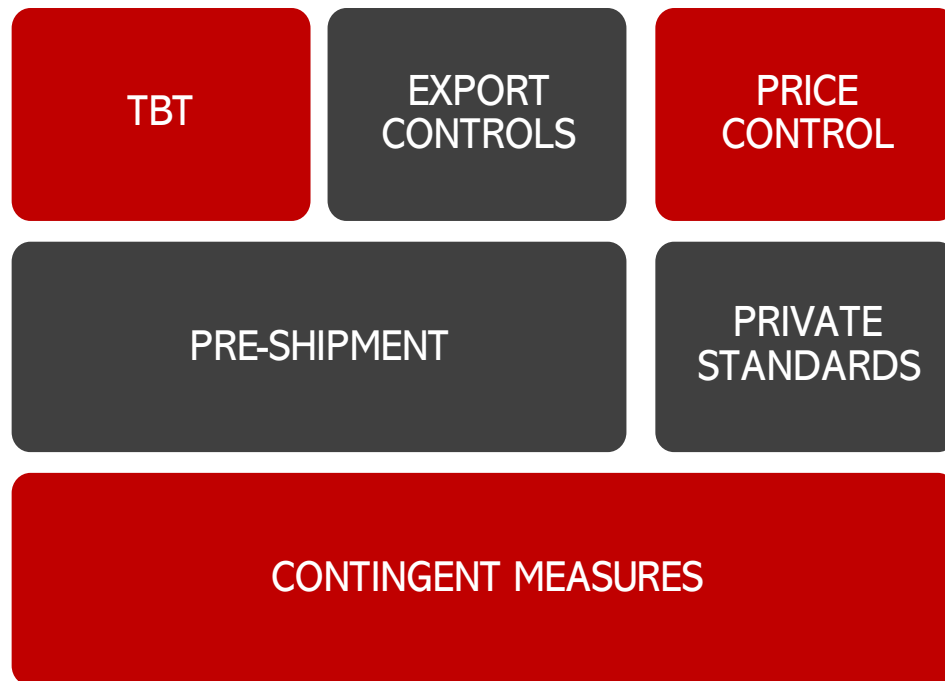 TBT
EXPORT
CONTROLS
PRICE
CONTROL
PRE-SHIPMENT
PRIVATE
STANDARDS
CONTINGENT MEASURES